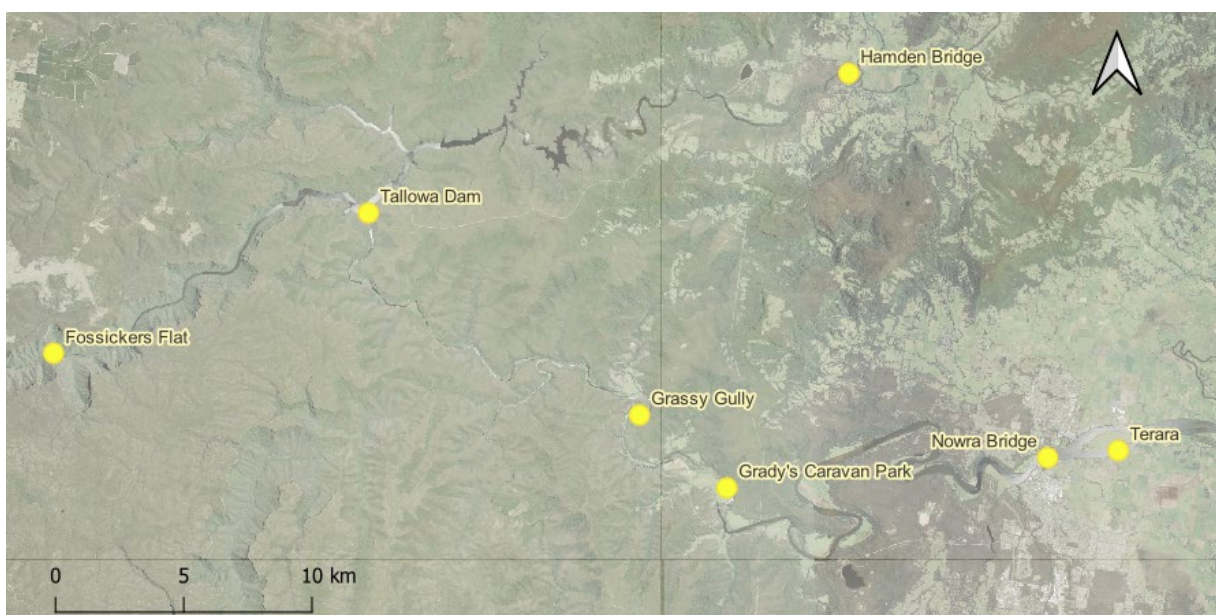 Hamden Bridge
Tallowa Dam
Fossickers Flat
Grassy Gully
Nowra Bridge
Terara
Grady's Caravan Park
0 5 10 km